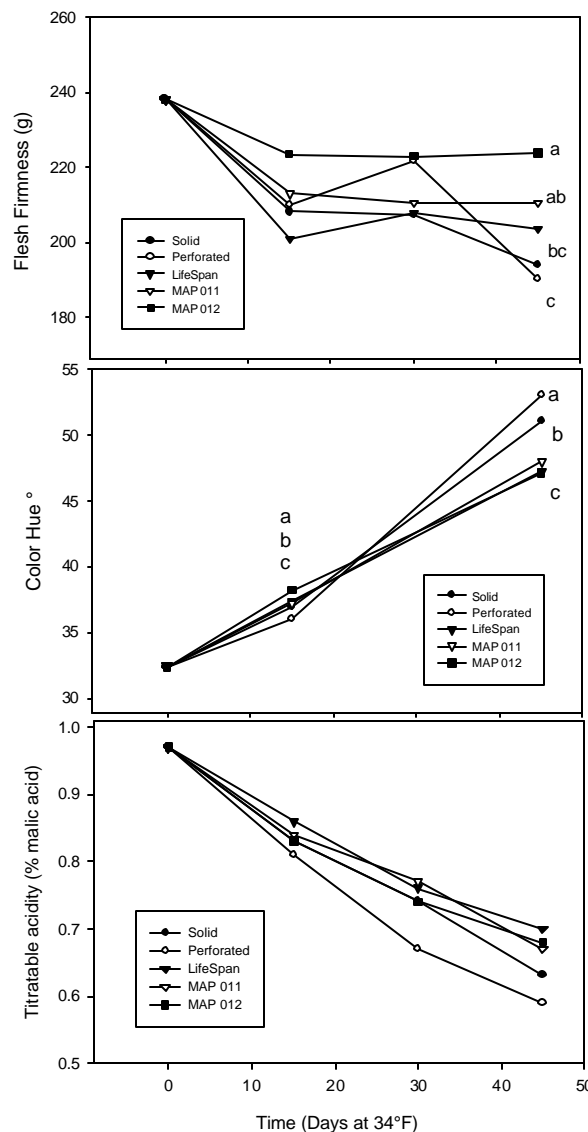 260
240
220
200
180
Flesh Firmness (g)
Solid
Perforated
LifeSpan
MAP 011
MAP 012
a
ab
bc
c
55
50
45
40
35
30
Color Hue °
a
b
c
a
b
c
Solid
Perforated
LifeSpan
MAP 011
MAP 012
1.0
0.9
0.8
0.7
0.6
0.5
Titratable acidity (% malic acid)
Solid
Perforated
LifeSpan
MAP 011
MAP 012
0 10 20 30 40 50
Time (Days at 34°F)